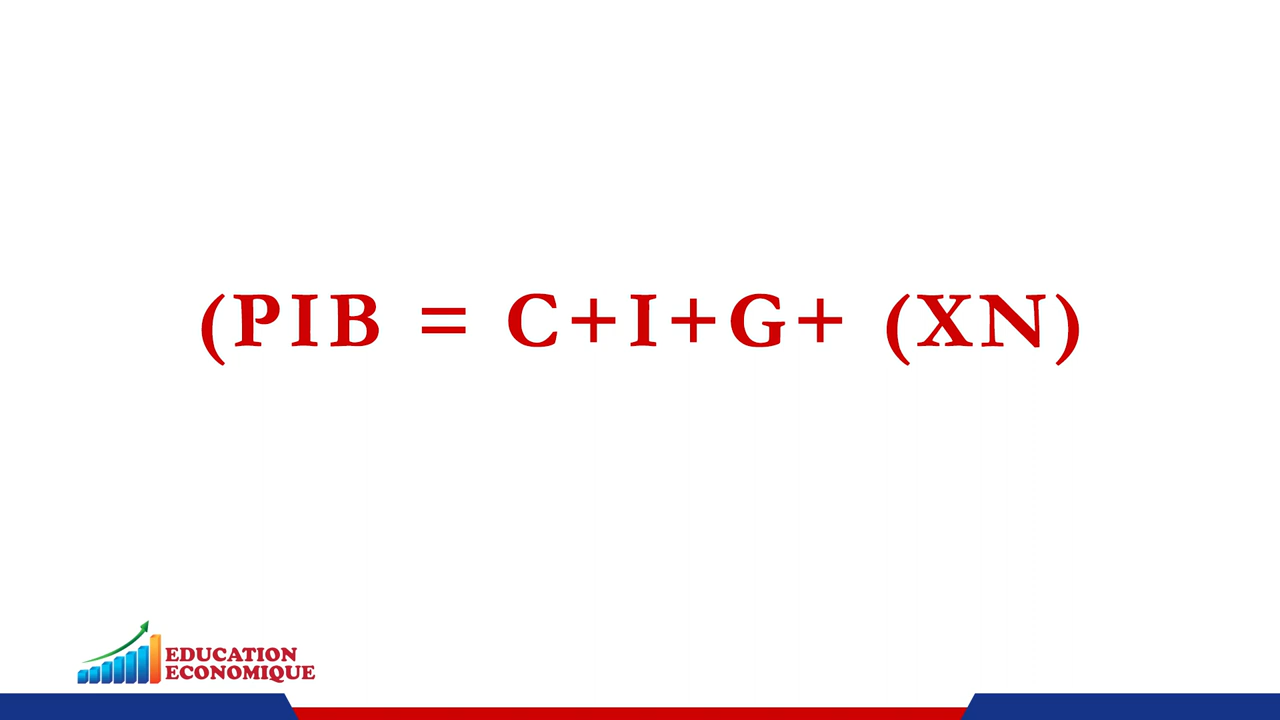 (PIB = C+I+G+ (XN)
EDUCATION
ECONOMIQUE